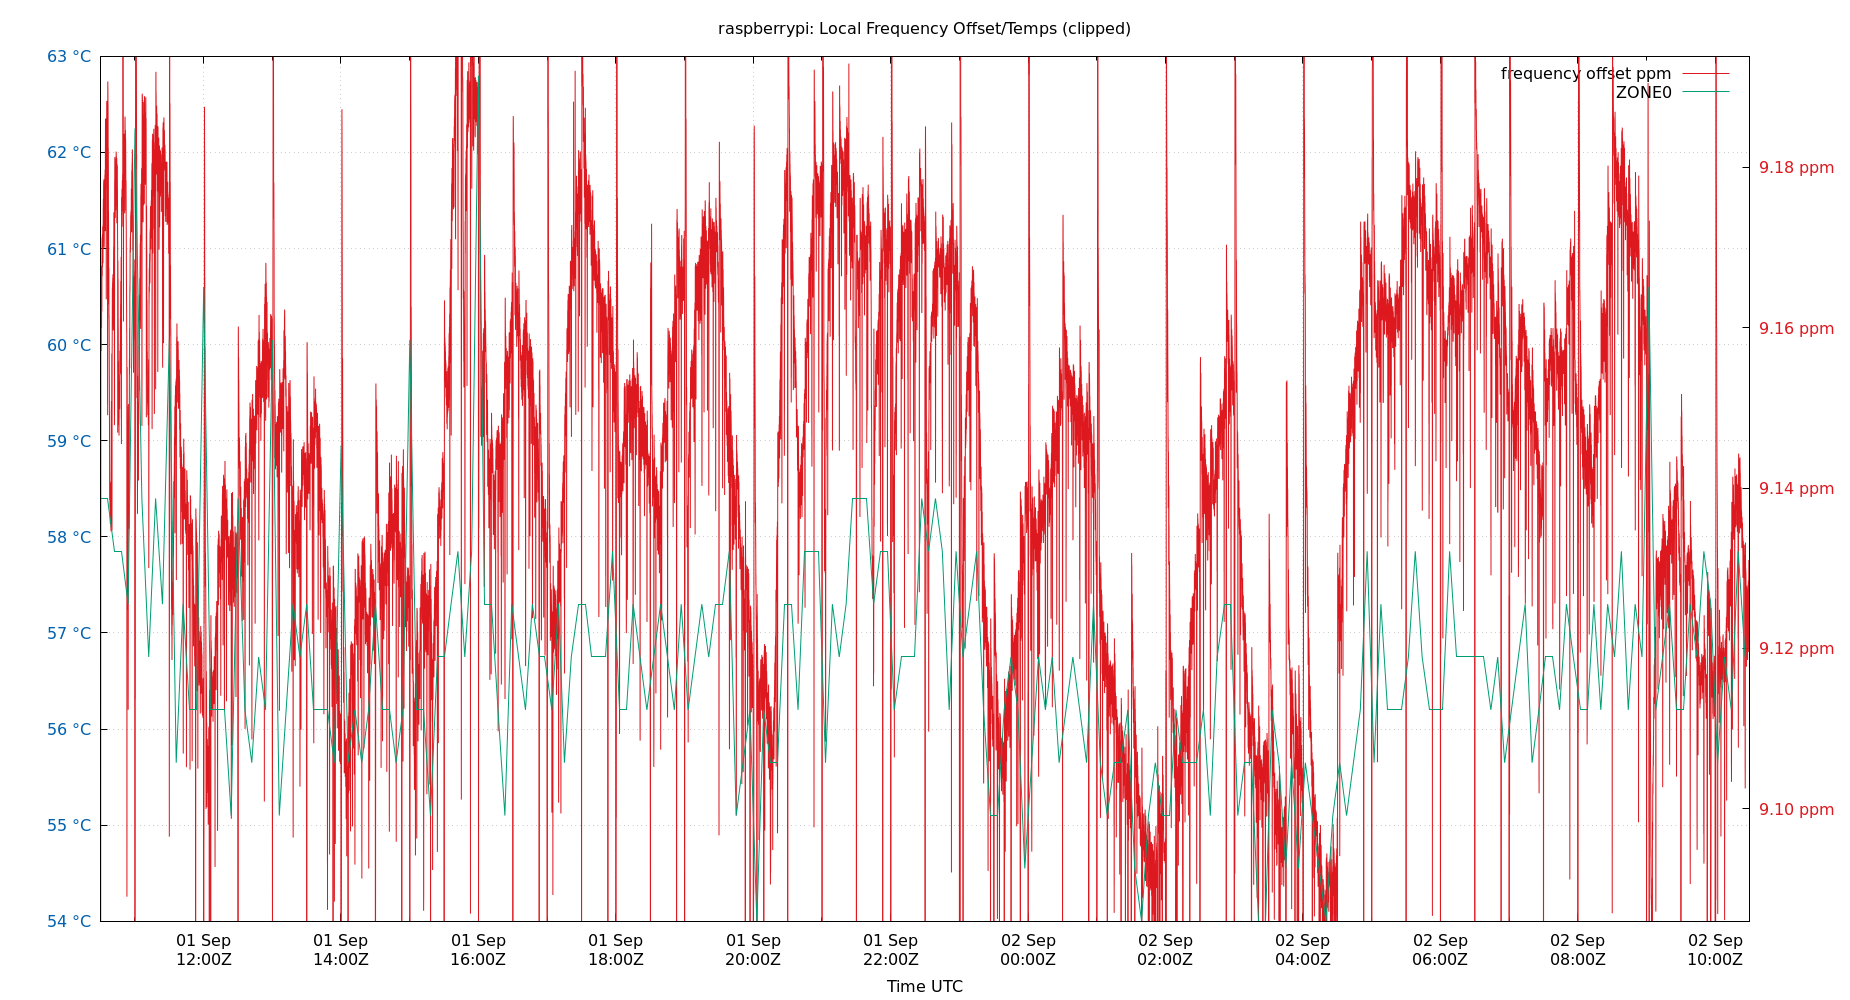 raspberrypi: Local Frequency Offset/Temps (clipped)
63 °C
62 °C
61 °C
60 °C
59 °C
58 °C
57 °C
56 °C
55 °C
54 °C
frequency offset ppm
ZONE0
9.18 ppm
9.16 ppm
9.14 ppm
9.12 ppm
9.10 ppm
01 Sep 01 Sep 01 Sep 01 Sep 01 Sep 01 Sep 02 Sep 02 Sep 02 Sep 02 Sep 02 Sep 02 Sep
12:00Z 14:00Z 16:00Z 18:00Z 20:00Z 22:00Z 00:00Z 02:00Z 04:00Z 06:00Z 08:00Z 10:00Z
Time UTC